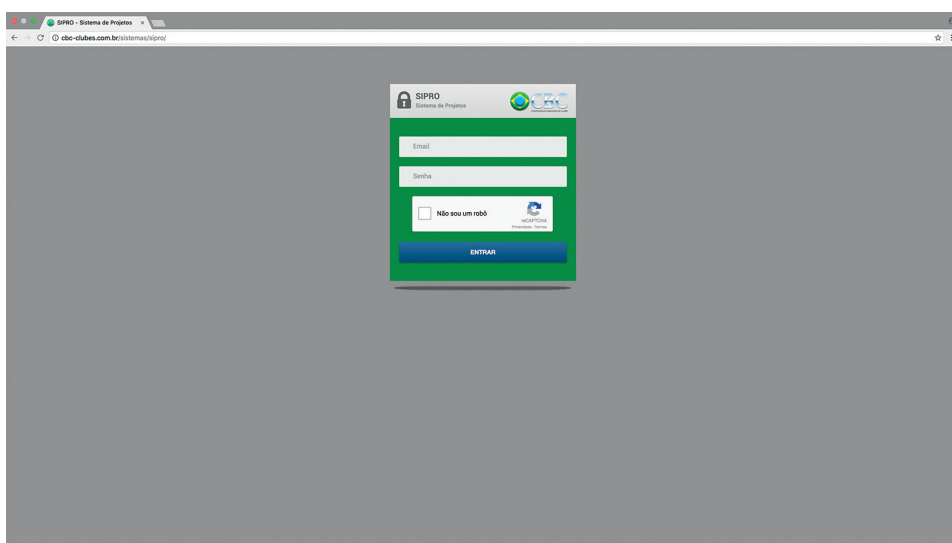 SIPRO - Sistema de Projetos
cbc-clubes.com.br/sistemas/sipro/
SIPRO
Sistema de Projetos
CBC
Email
Senha
Não sou um robô
reCAPTCHA
Privacidade - Termos
ENTRAR